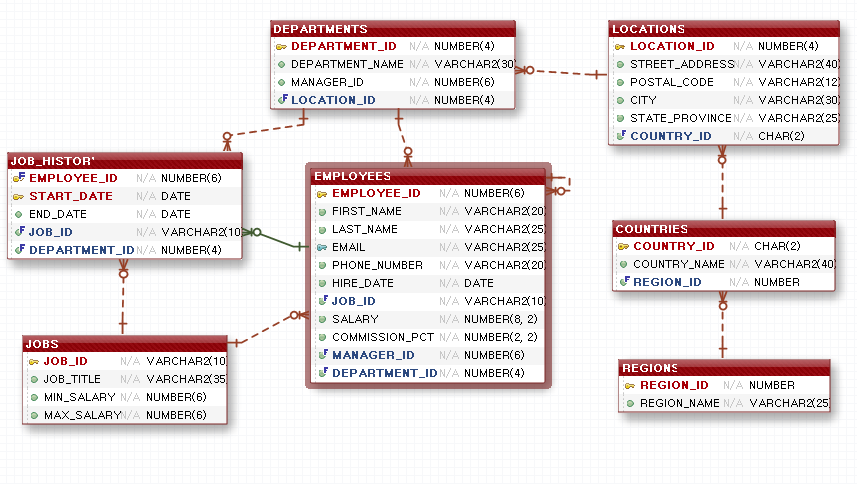 DEPARTMENTS
DEPARTMENT_ID N/A NUMBER(4)
DEPARTMENT_NAME N/A VARCHAR2(30)
MANAGER_ID N/A NUMBER(6)
F LOCATION_ID N/A NUMBER(4)
LOCATIONS
LOCATION_ID N/A NUMBER(4)
STREET_ADDRESS N/A VARCHAR2(40)
POSTAL_CODE N/A VARCHAR2(12)
CITY N/A VARCHAR2(30)
STATE_PROVINCE N/A VARCHAR2(25)
F COUNTRY_ID N/A CHAR(2)
JOB_HISTOR'
F EMPLOYEE_ID N/A NUMBER(6)
START_DATE N/A DATE
END_DATE N/A DATE
F JOB_ID N/A VARCHAR2(10)
F DEPARTMENT_ID N/A NUMBER(4)
EMPLOYEES
EMPLOYEE_ID N/A NUMBER(6)
FIRST_NAME N/A VARCHAR2(20)
LAST_NAME N/A VARCHAR2(25)
EMAIL N/A VARCHAR2(25)
PHONE_NUMBER N/A VARCHAR2(20)
HIRE_DATE N/A DATE
F JOB_ID N/A VARCHAR2(10)
SALARY N/A NUMBER(8, 2)
COMMISSION_PCT N/A NUMBER(2, 2)
F MANAGER_ID N/A NUMBER(6)
F DEPARTMENT_ID N/A NUMBER(4)
COUNTRIES
COUNTRY_ID N/A CHAR(2)
COUNTRY_NAME N/A VARCHAR2(40)
F REGION_ID N/A NUMBER
JOBS
JOB_ID N/A VARCHAR2(10)
JOB_TITLE N/A VARCHAR2(35)
MIN_SALARY N/A NUMBER(6)
MAX_SALARY N/A NUMBER(6)
REGIONS
REGION_ID N/A NUMBER
REGION_NAME N/A VARCHAR2(25)